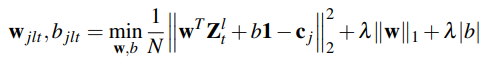 $\mathbf{w}_{jlt}, b_{jlt} = \min_{\mathbf{w},b} \frac{1}{N} \left\| \mathbf{w}^T \mathbf{Z}_t^l + b\mathbf{1} - \mathbf{c}_j \right\|_2^2 + \lambda \|\mathbf{w}\|_1 + \lambda |b|$